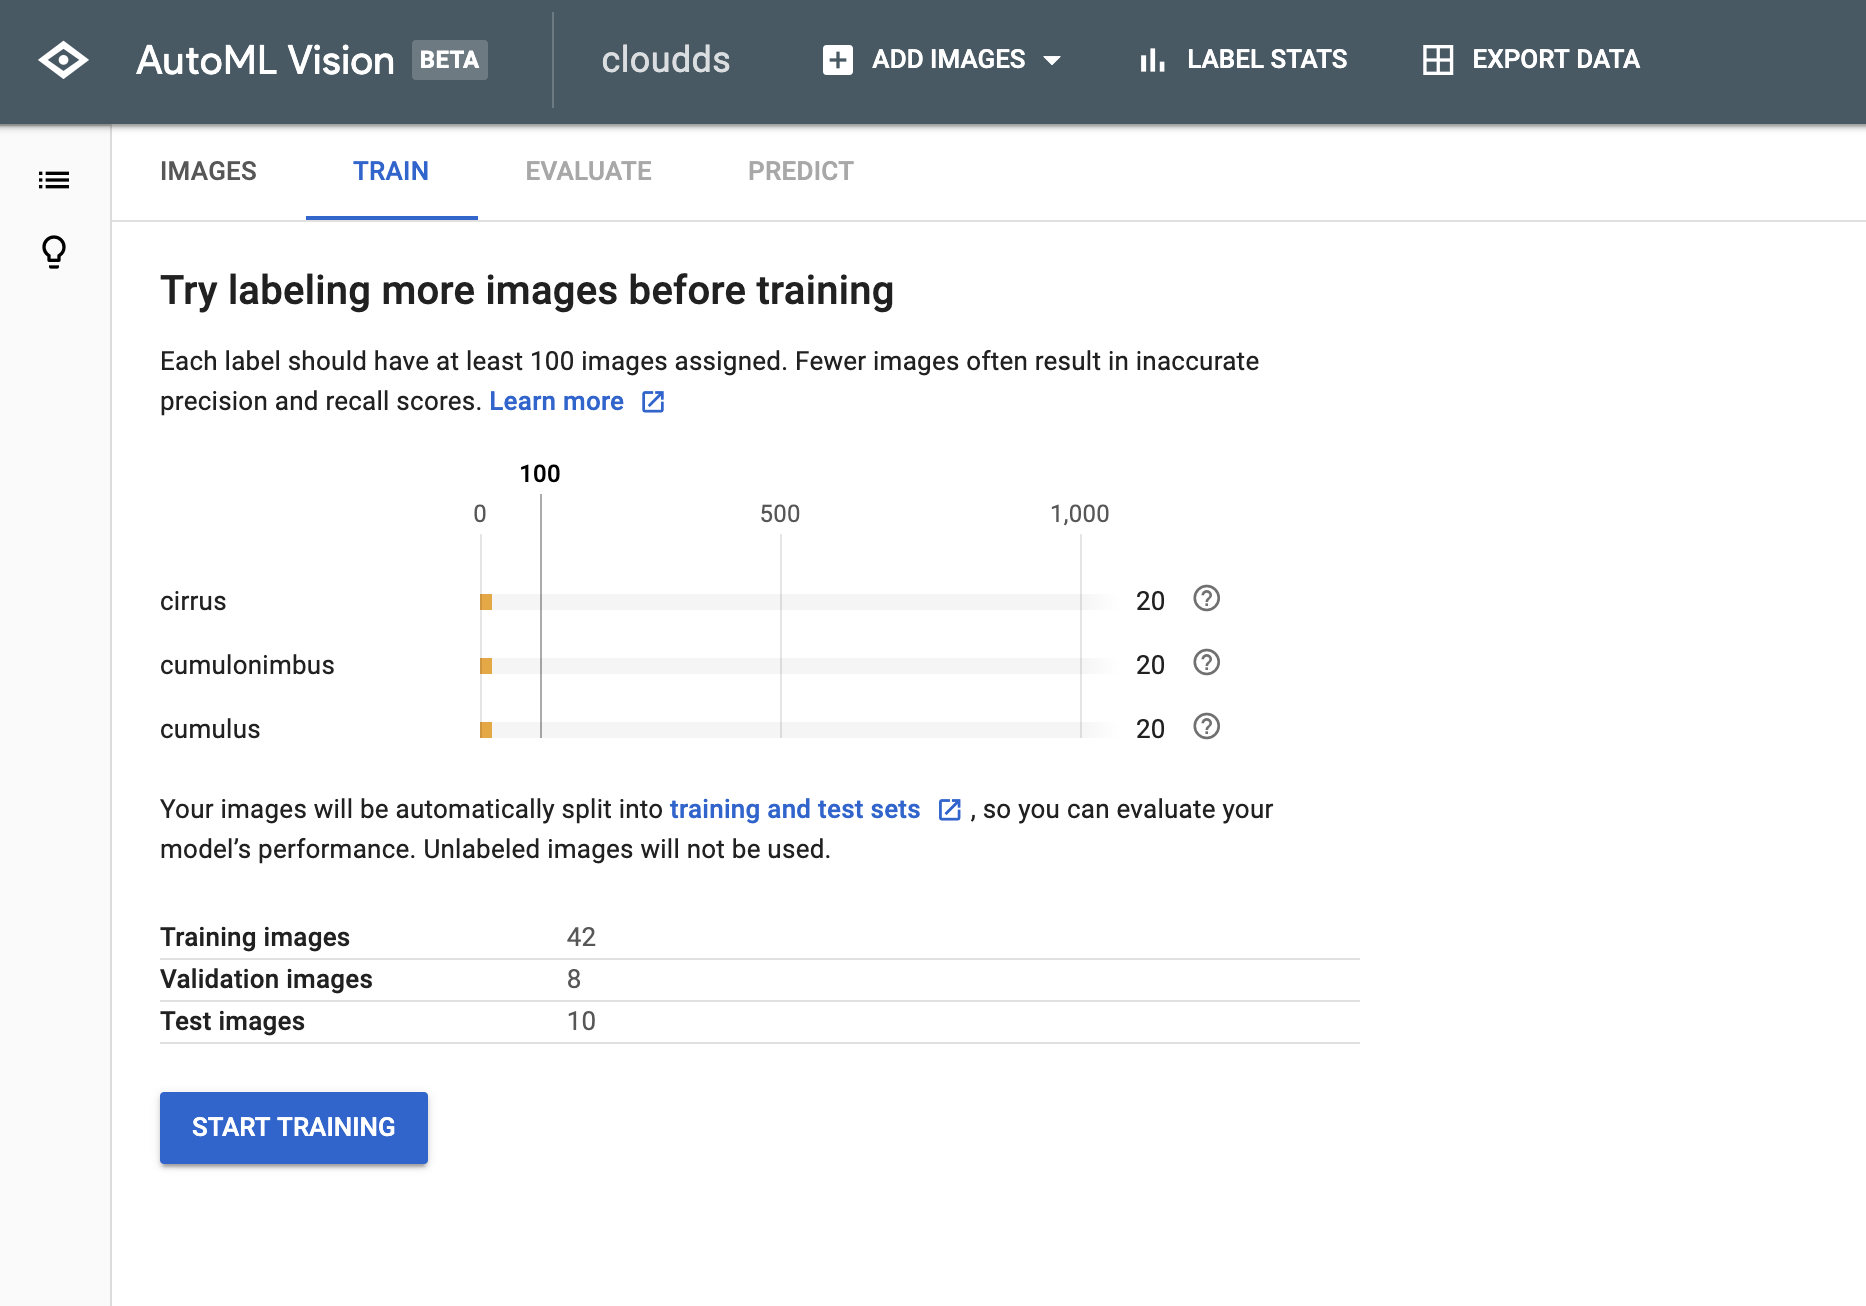 AutoML Vision BETA cloudds ADD IMAGES LABEL STATS EXPORT DATA
IMAGES TRAIN EVALUATE PREDICT
Try labeling more images before training
Each label should have at least 100 images assigned. Fewer images often result in inaccurate
precision and recall scores. Learn more
100
0 500 1,000
cirrus 20
cumulonimbus 20
cumulus 20
Your images will be automatically split into training and test sets , so you can evaluate your
model’s performance. Unlabeled images will not be used.
Training images 42
Validation images 8
Test images 10
START TRAINING